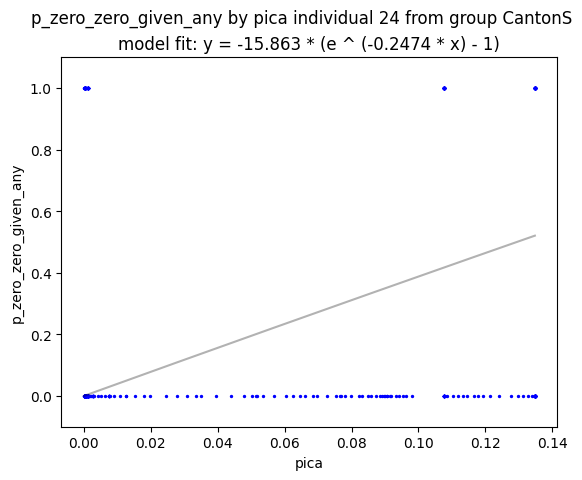 p_zero_zero_given_any by pica individual 24 from group CantonS
model fit: y = -15.863 * (e ^ (-0.2474 * x) - 1)
1.0
0.8
0.6
0.4
0.2
0.0
p_zero_zero_given_any
0.00 0.02 0.04 0.06 0.08 0.10 0.12 0.14
pica